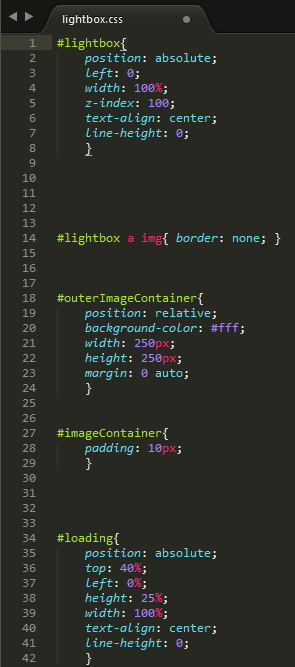 lightbox.css
1 #lightbox{
2 position: absolute;
3 left: 0;
4 width: 100%;
5 z-index: 100;
6 text-align: center;
7 line-height: 0;
8 }
9
10
11
12
13
14 #lightbox a img{ border: none; }
15
16
17
18 #outerImageContainer{
19 position: relative;
20 background-color: #fff;
21 width: 250px;
22 height: 250px;
23 margin: 0 auto;
24 }
25
26
27 #imageContainer{
28 padding: 10px;
29 }
30
31
32
33
34 #loading{
35 position: absolute;
36 top: 40%;
37 left: 0%;
38 height: 25%;
39 width: 100%;
40 text-align: center;
41 line-height: 0;
42 }